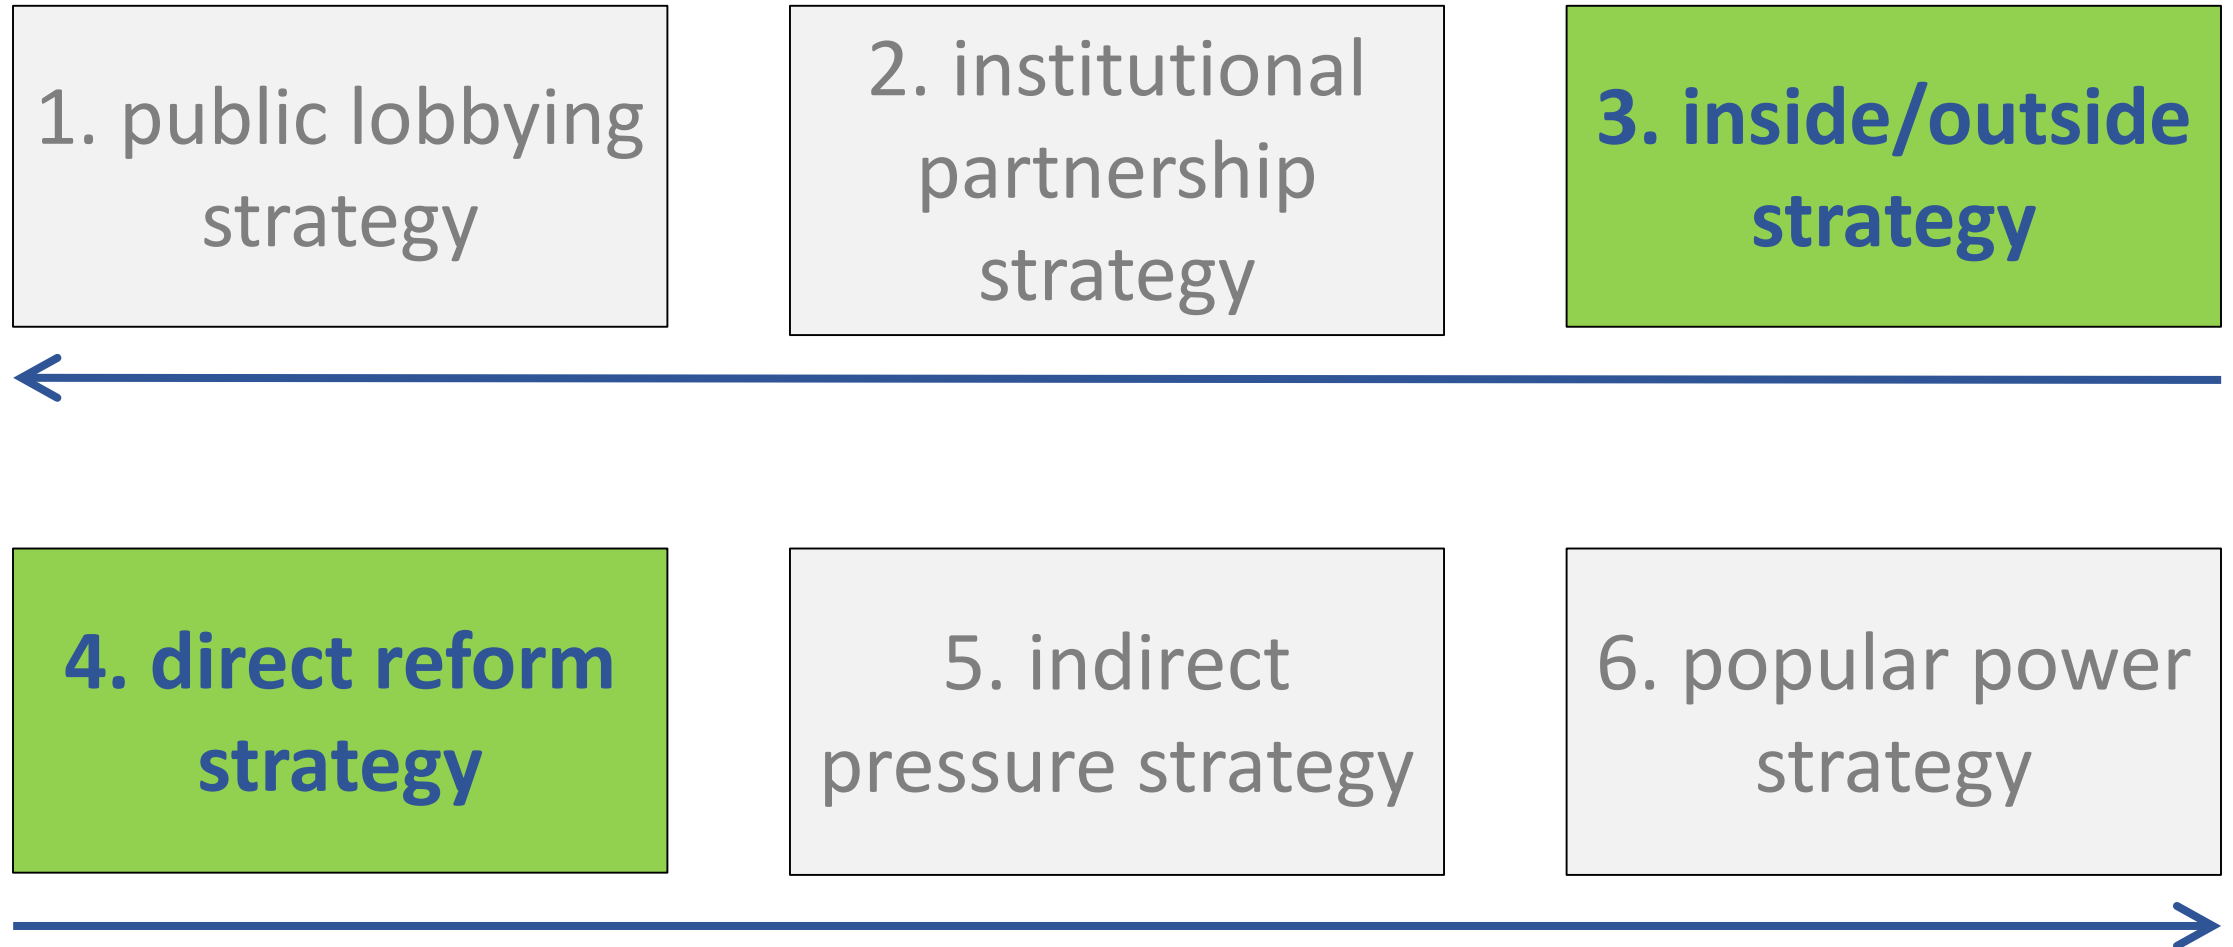 1. public lobbying
strategy
2. institutional
partnership
strategy
3. inside/outside
strategy
4. direct reform
strategy
5. indirect
pressure strategy
6. popular power
strategy